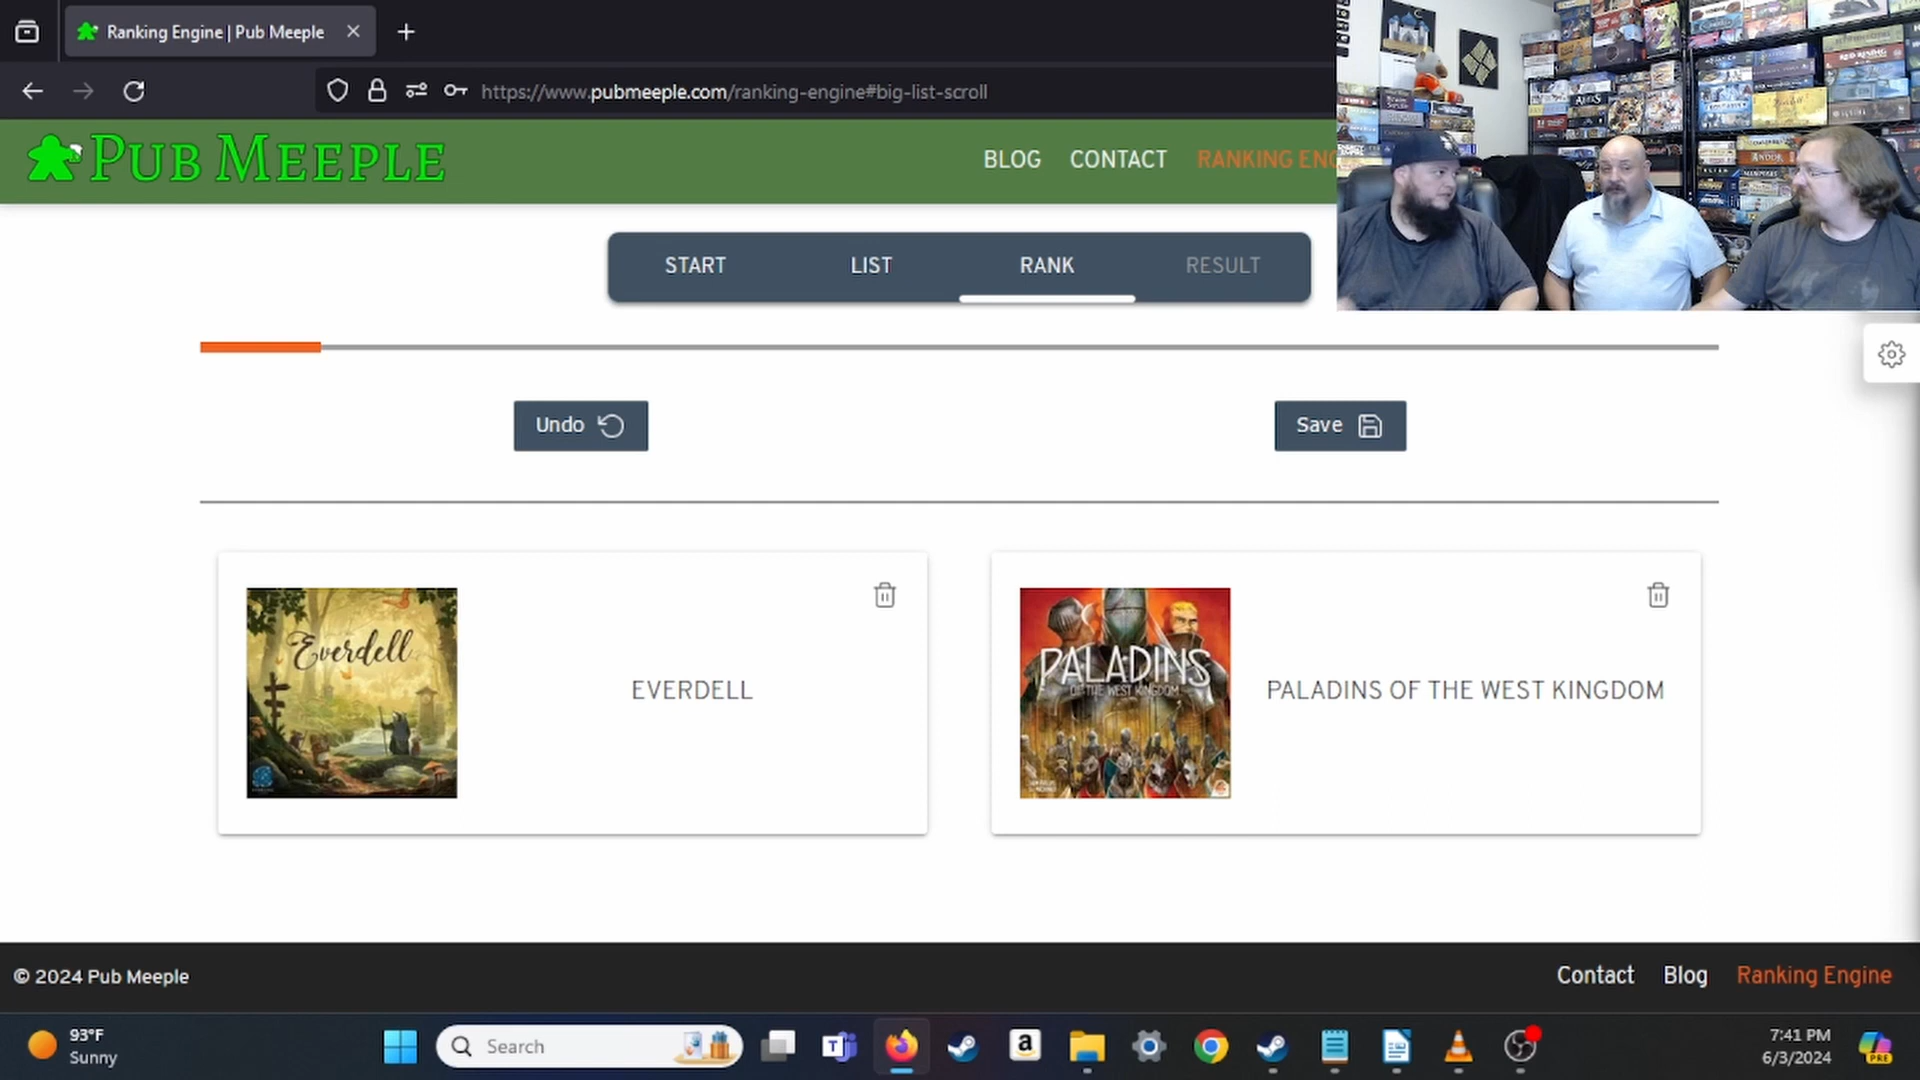 Ranking Engine | Pub Meeple
https://www.pubmeeple.com/ranking-engine#big-list-scroll
PUB MEEPLE
BLOG
CONTACT
RANKING ENG
START
LIST
RANK
RESULT
Undo
Save
Everdell
EVERDELL
PALADINS
OF THE WEST KINGDOM
PALADINS OF THE WEST KINGDOM
© 2024 Pub Meeple
Contact
Blog
Ranking Engine
93°F
Sunny
Search
7:41 PM
6/3/2024